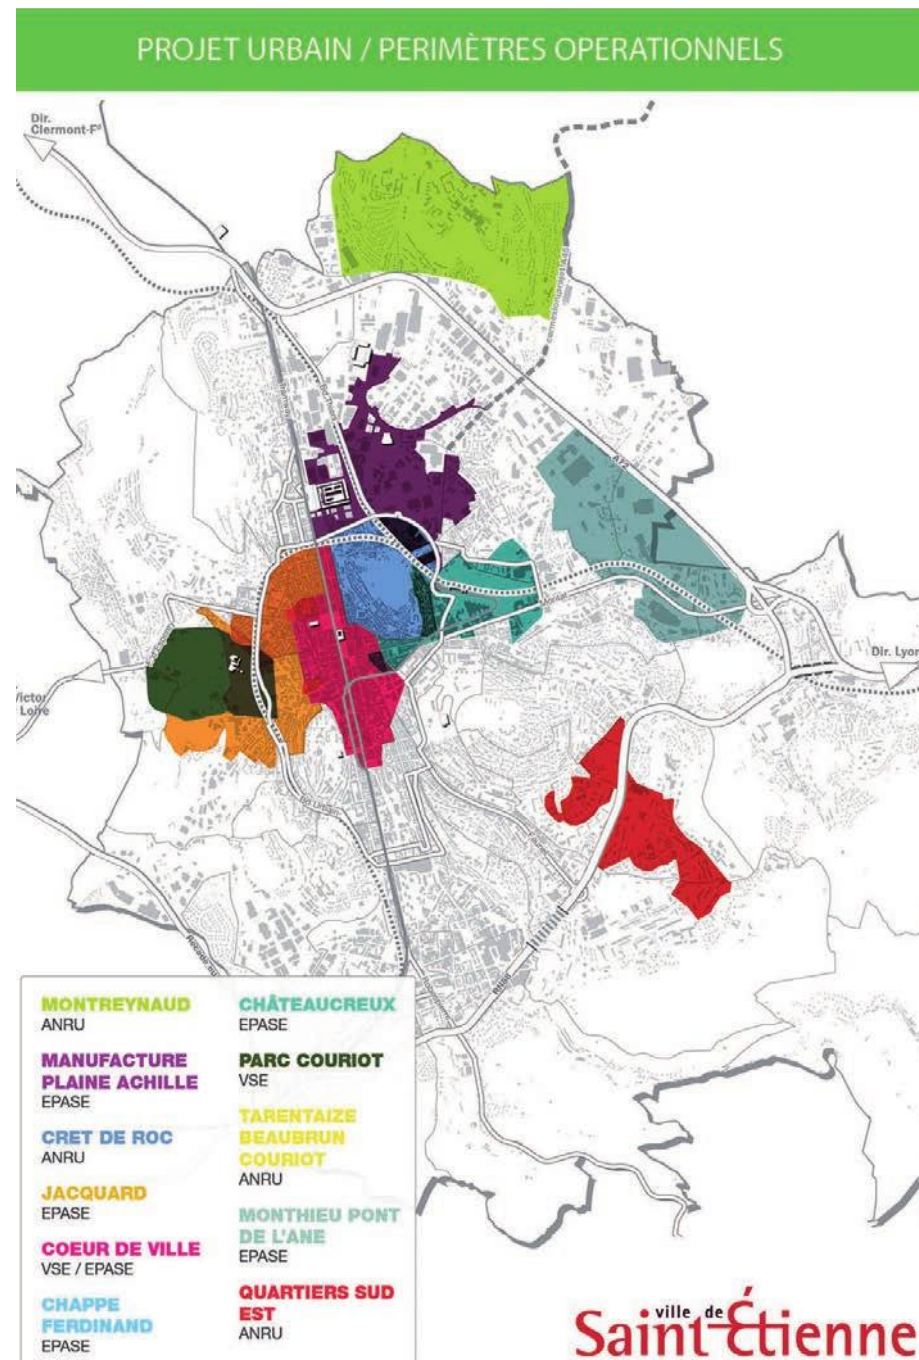 PROJET URBAIN / PERIMÈTRES OPERATIONNELS
Dir.
Clermont-Fd
A72
Dir. Lyon
Victor
Loire
MONTREYNAUD
ANRU
MANUFACTURE
PLAINE ACHILLE
EPASE
CRET DE ROC
ANRU
JACQUARD
EPASE
COEUR DE VILLE
VSE / EPASE
CHAPPE
FERDINAND
EPASE
CHÂTEAUCREUX
EPASE
PARC COURIOT
VSE
TARENTAIZE
BEAUBRUN
COURIOT
ANRU
MONTHIEU PONT
DE L'ANE
EPASE
QUARTIERS SUD
EST
ANRU
ville de
Saint-Étienne